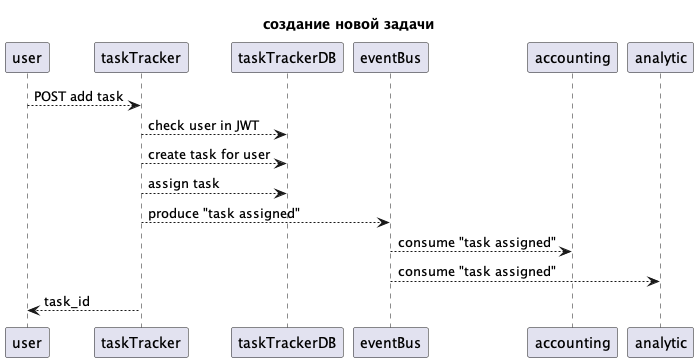 создание новой задачи
user taskTracker taskTrackerDB eventBus accounting analytic
POST add task
check user in JWT
create task for user
assign task
produce "task assigned"
consume "task assigned"
consume "task assigned"
task_id
user taskTracker taskTrackerDB eventBus accounting analytic